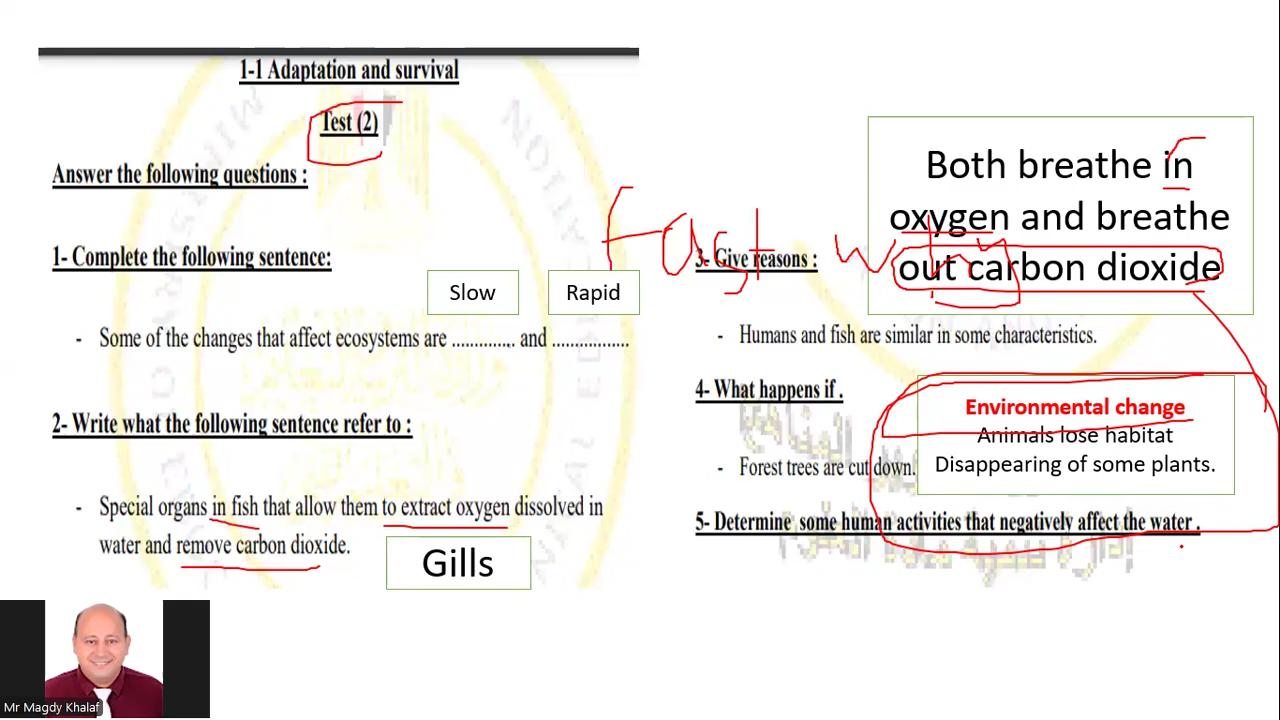 1-1 Adaptation and survival
Test (2)
Answer the following questions :
1- Complete the following sentence:
Slow
Rapid
- Some of the changes that affect ecosystems are .............. and .................
2- Write what the following sentence refer to :
- Special organs in fish that allow them to extract oxygen dissolved in
water and remove carbon dioxide.
Gills
Fast
Both breathe in
oxygen and breathe
out carbon dioxide
3- Give reasons :
- Humans and fish are similar in some characteristics.
4- What happens if .
Environmental change
Animals lose habitat
Disappearing of some plants.
- Forest trees are cut down.
5- Determine some human activities that negatively affect the water .
Mr Magdy Khalaf